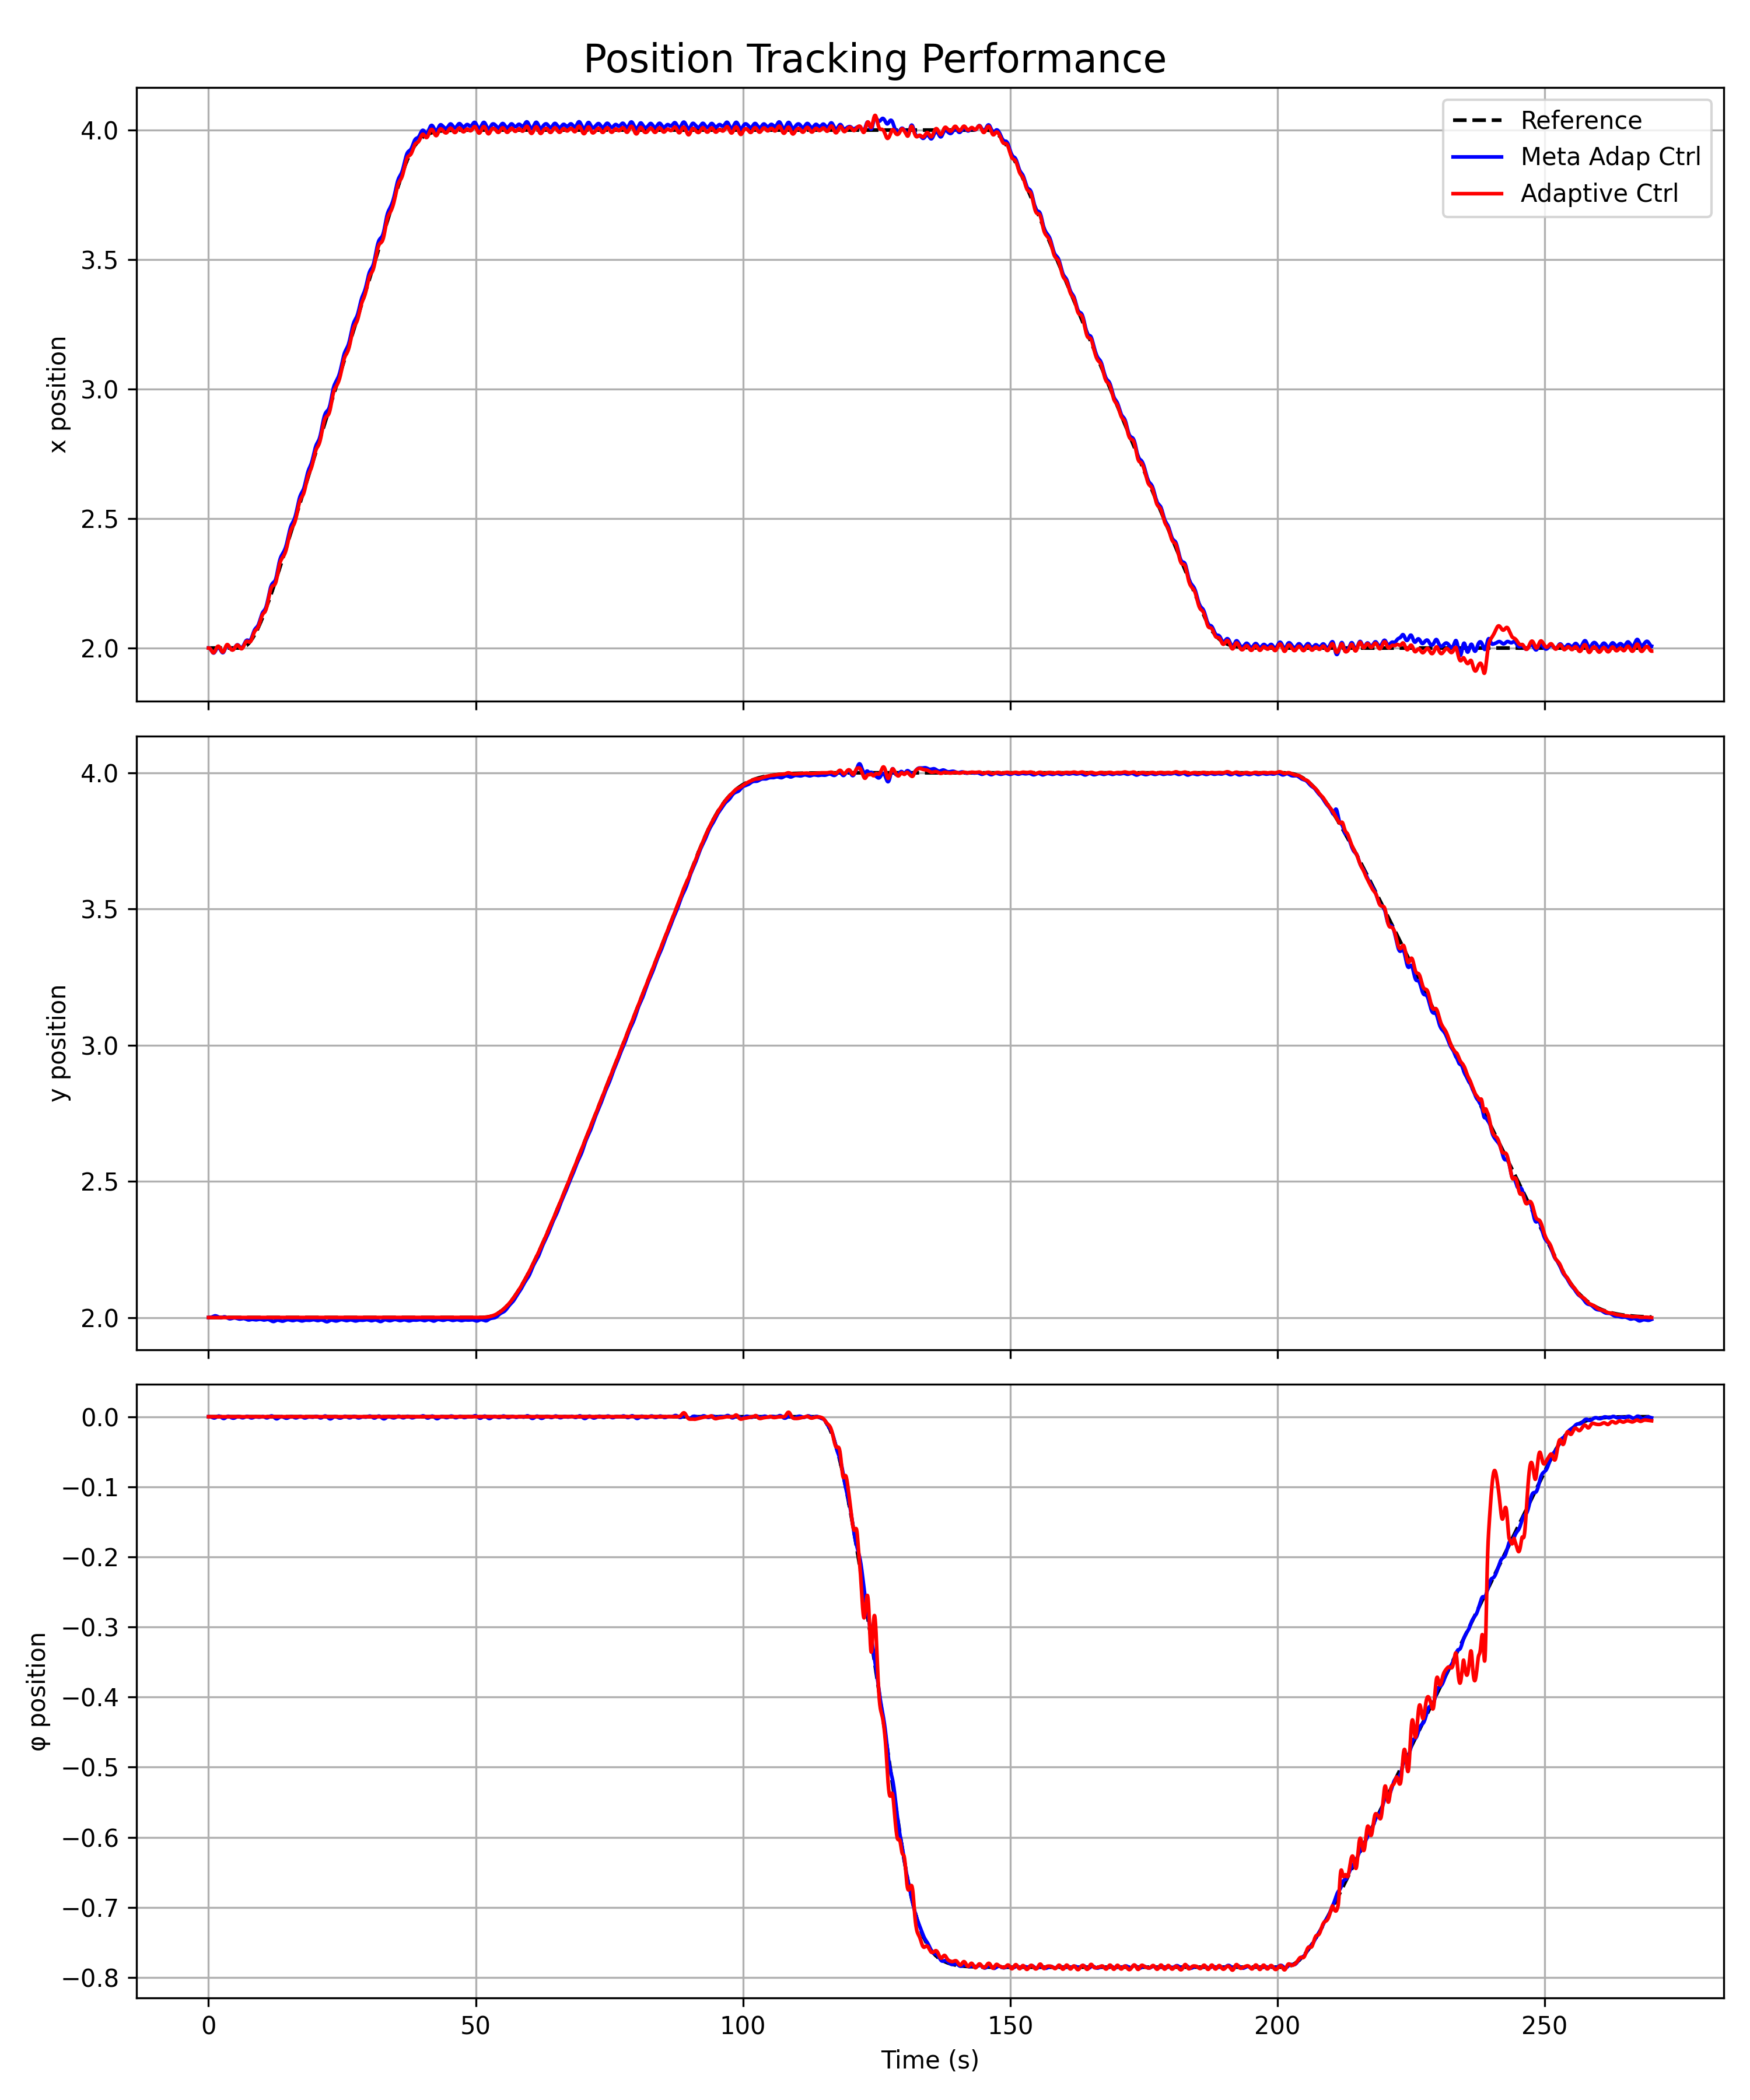 Position Tracking Performance
4.0
3.5
3.0
2.5
2.0
x position
Reference
Meta Adap Ctrl
Adaptive Ctrl
4.0
3.5
3.0
2.5
2.0
y position
0.0
−0.1
−0.2
−0.3
−0.4
−0.5
−0.6
−0.7
−0.8
φ position
0 50 100 150 200 250
Time (s)